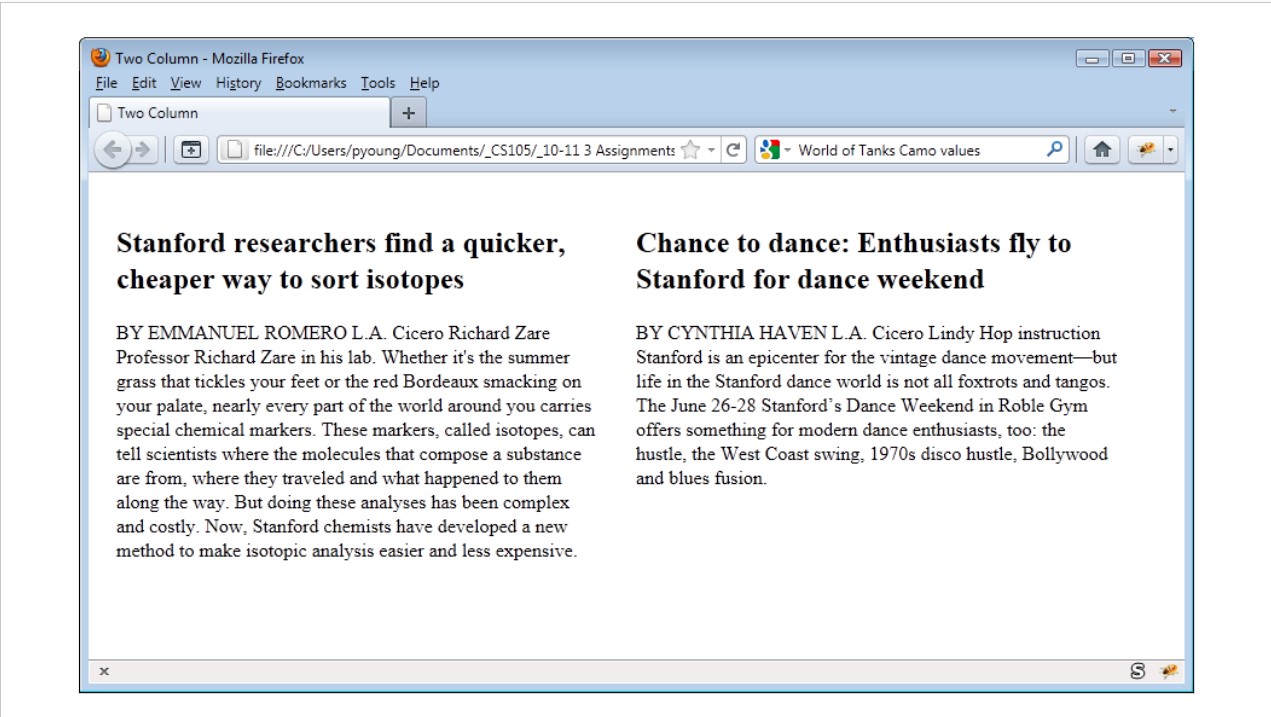 Two Column - Mozilla Firefox
File Edit View History Bookmarks Tools Help
Two Column
file:///C:/Users/pyoung/Documents/_CS105/_10-11 3 Assignments
World of Tanks Camo values
Stanford researchers find a quicker,
cheaper way to sort isotopes
BY EMMANUEL ROMERO L.A. Cicero Richard Zare
Professor Richard Zare in his lab. Whether it's the summer
grass that tickles your feet or the red Bordeaux smacking on
your palate, nearly every part of the world around you carries
special chemical markers. These markers, called isotopes, can
tell scientists where the molecules that compose a substance
are from, where they traveled and what happened to them
along the way. But doing these analyses has been complex
and costly. Now, Stanford chemists have developed a new
method to make isotopic analysis easier and less expensive.
Chance to dance: Enthusiasts fly to
Stanford for dance weekend
BY CYNTHIA HAVEN L.A. Cicero Lindy Hop instruction
Stanford is an epicenter for the vintage dance movement—but
life in the Stanford dance world is not all foxtrots and tangos.
The June 26-28 Stanford’s Dance Weekend in Roble Gym
offers something for modern dance enthusiasts, too: the
hustle, the West Coast swing, 1970s disco hustle, Bollywood
and blues fusion.
S